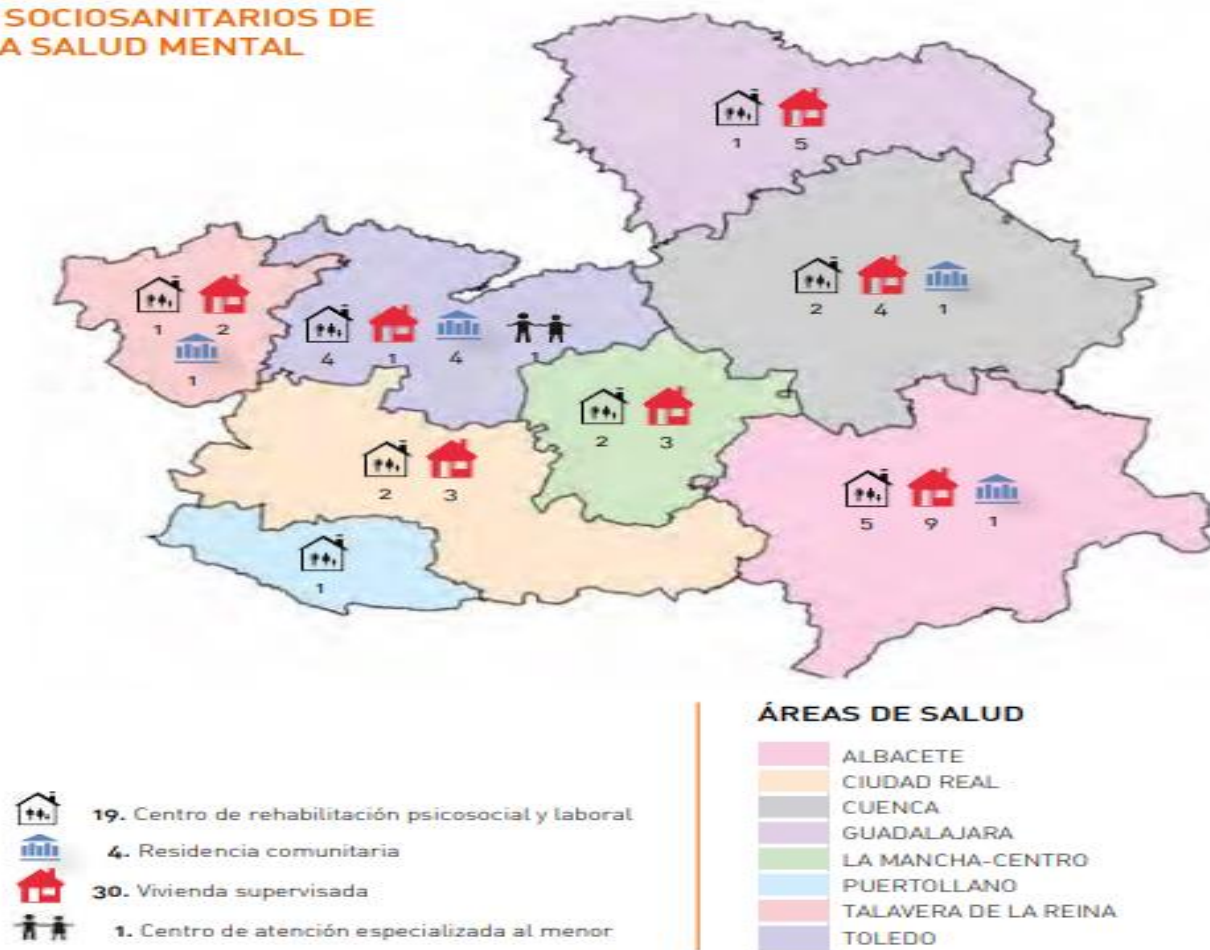 SOCIOSANITARIOS DE
A SALUD MENTAL
1 5
2 4 1
1 2
1
4 1 4 1
2 3
2 3
5 9 1
1
19. Centro de rehabilitación psicosocial y laboral
4. Residencia comunitaria
30. Vivienda supervisada
1. Centro de atención especializada al menor
ÁREAS DE SALUD
ALBACETE
CIUDAD REAL
CUENCA
GUADALAJARA
LA MANCHA-CENTRO
PUERTOLLANO
TALAVERA DE LA REINA
TOLEDO